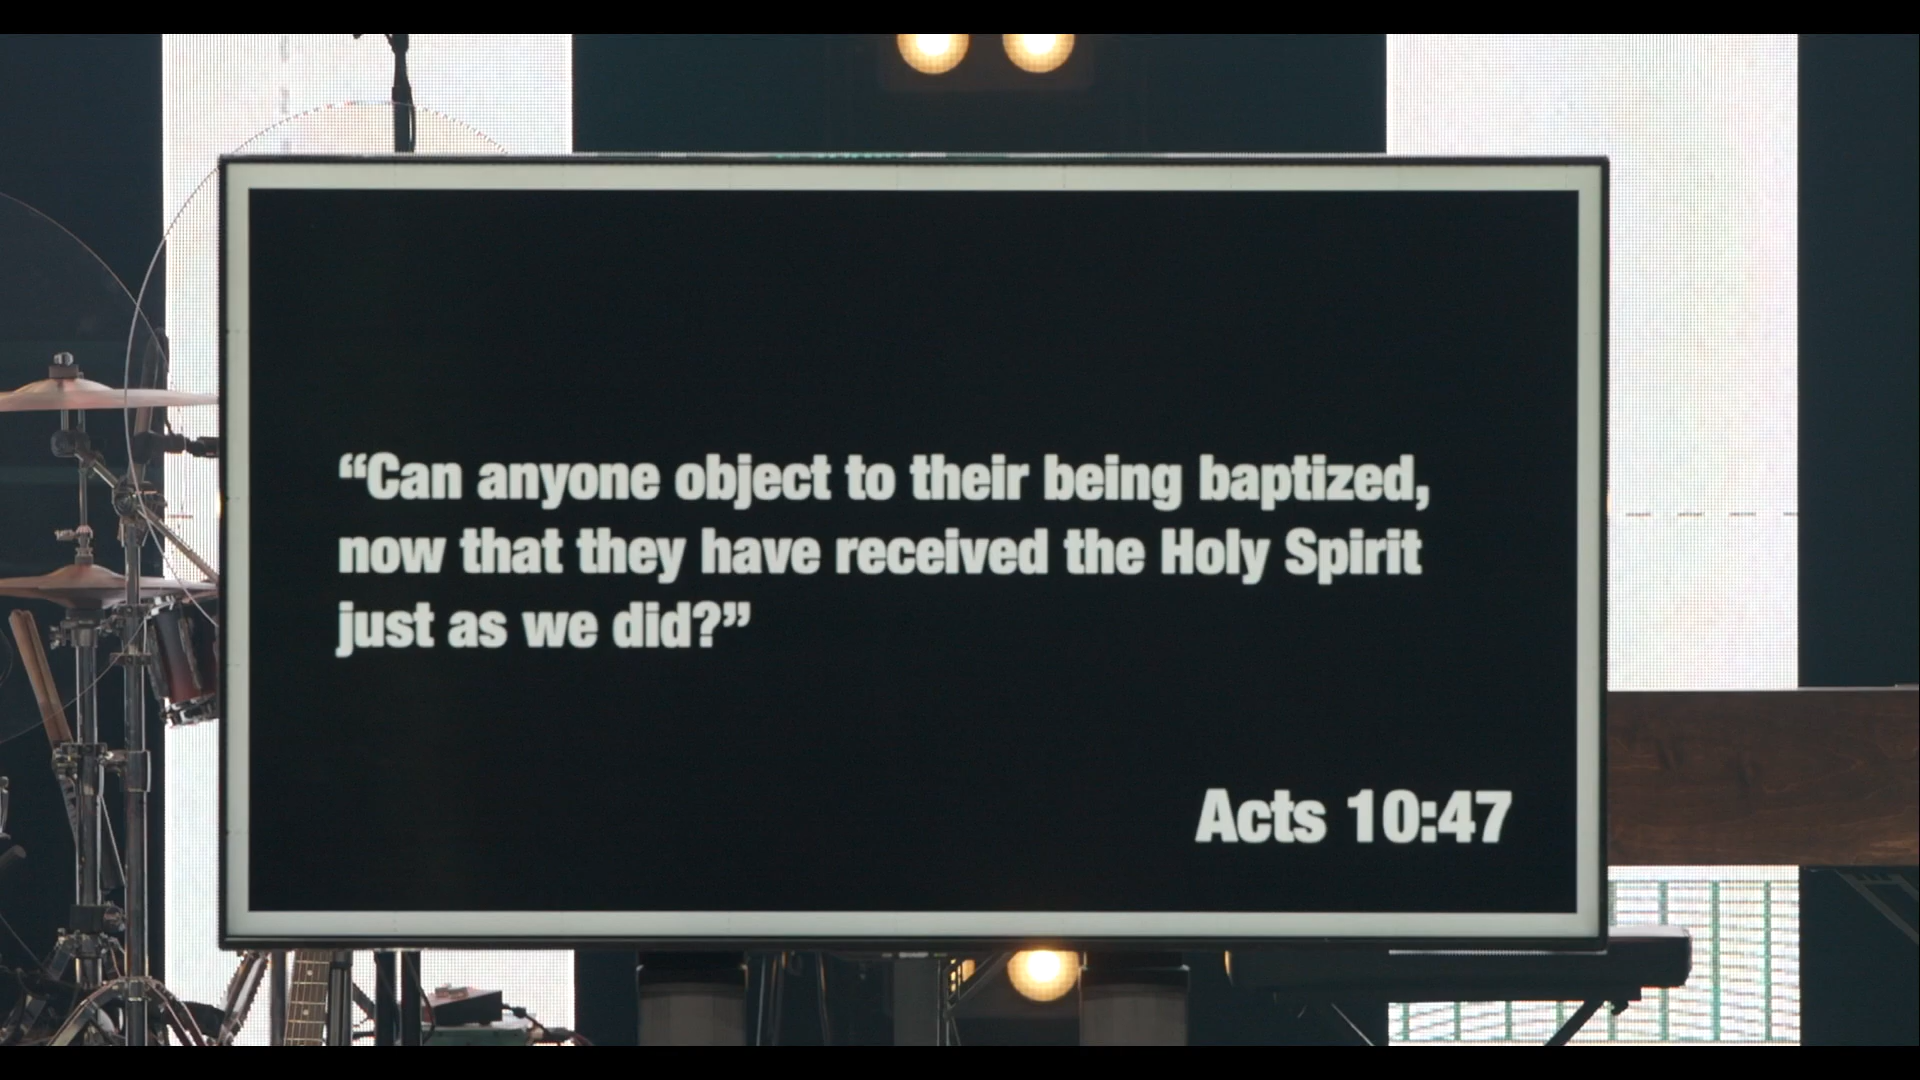 “Can anyone object to their being baptized,
now that they have received the Holy Spirit
just as we did?”
Acts 10:47